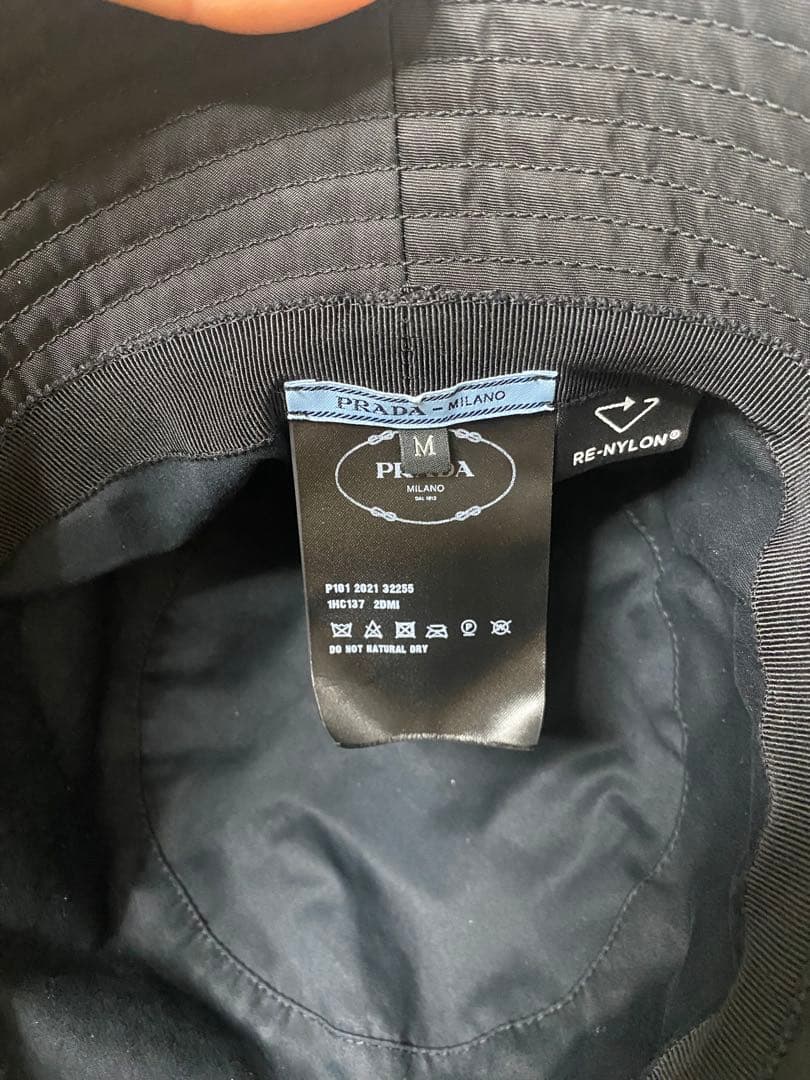 PRADA - MILANO
M
PRADA
MILANO
DAL 1913
RE-NYLON®
P101 2021 32255
1HC137 2DMI
DO NOT NATURAL DRY